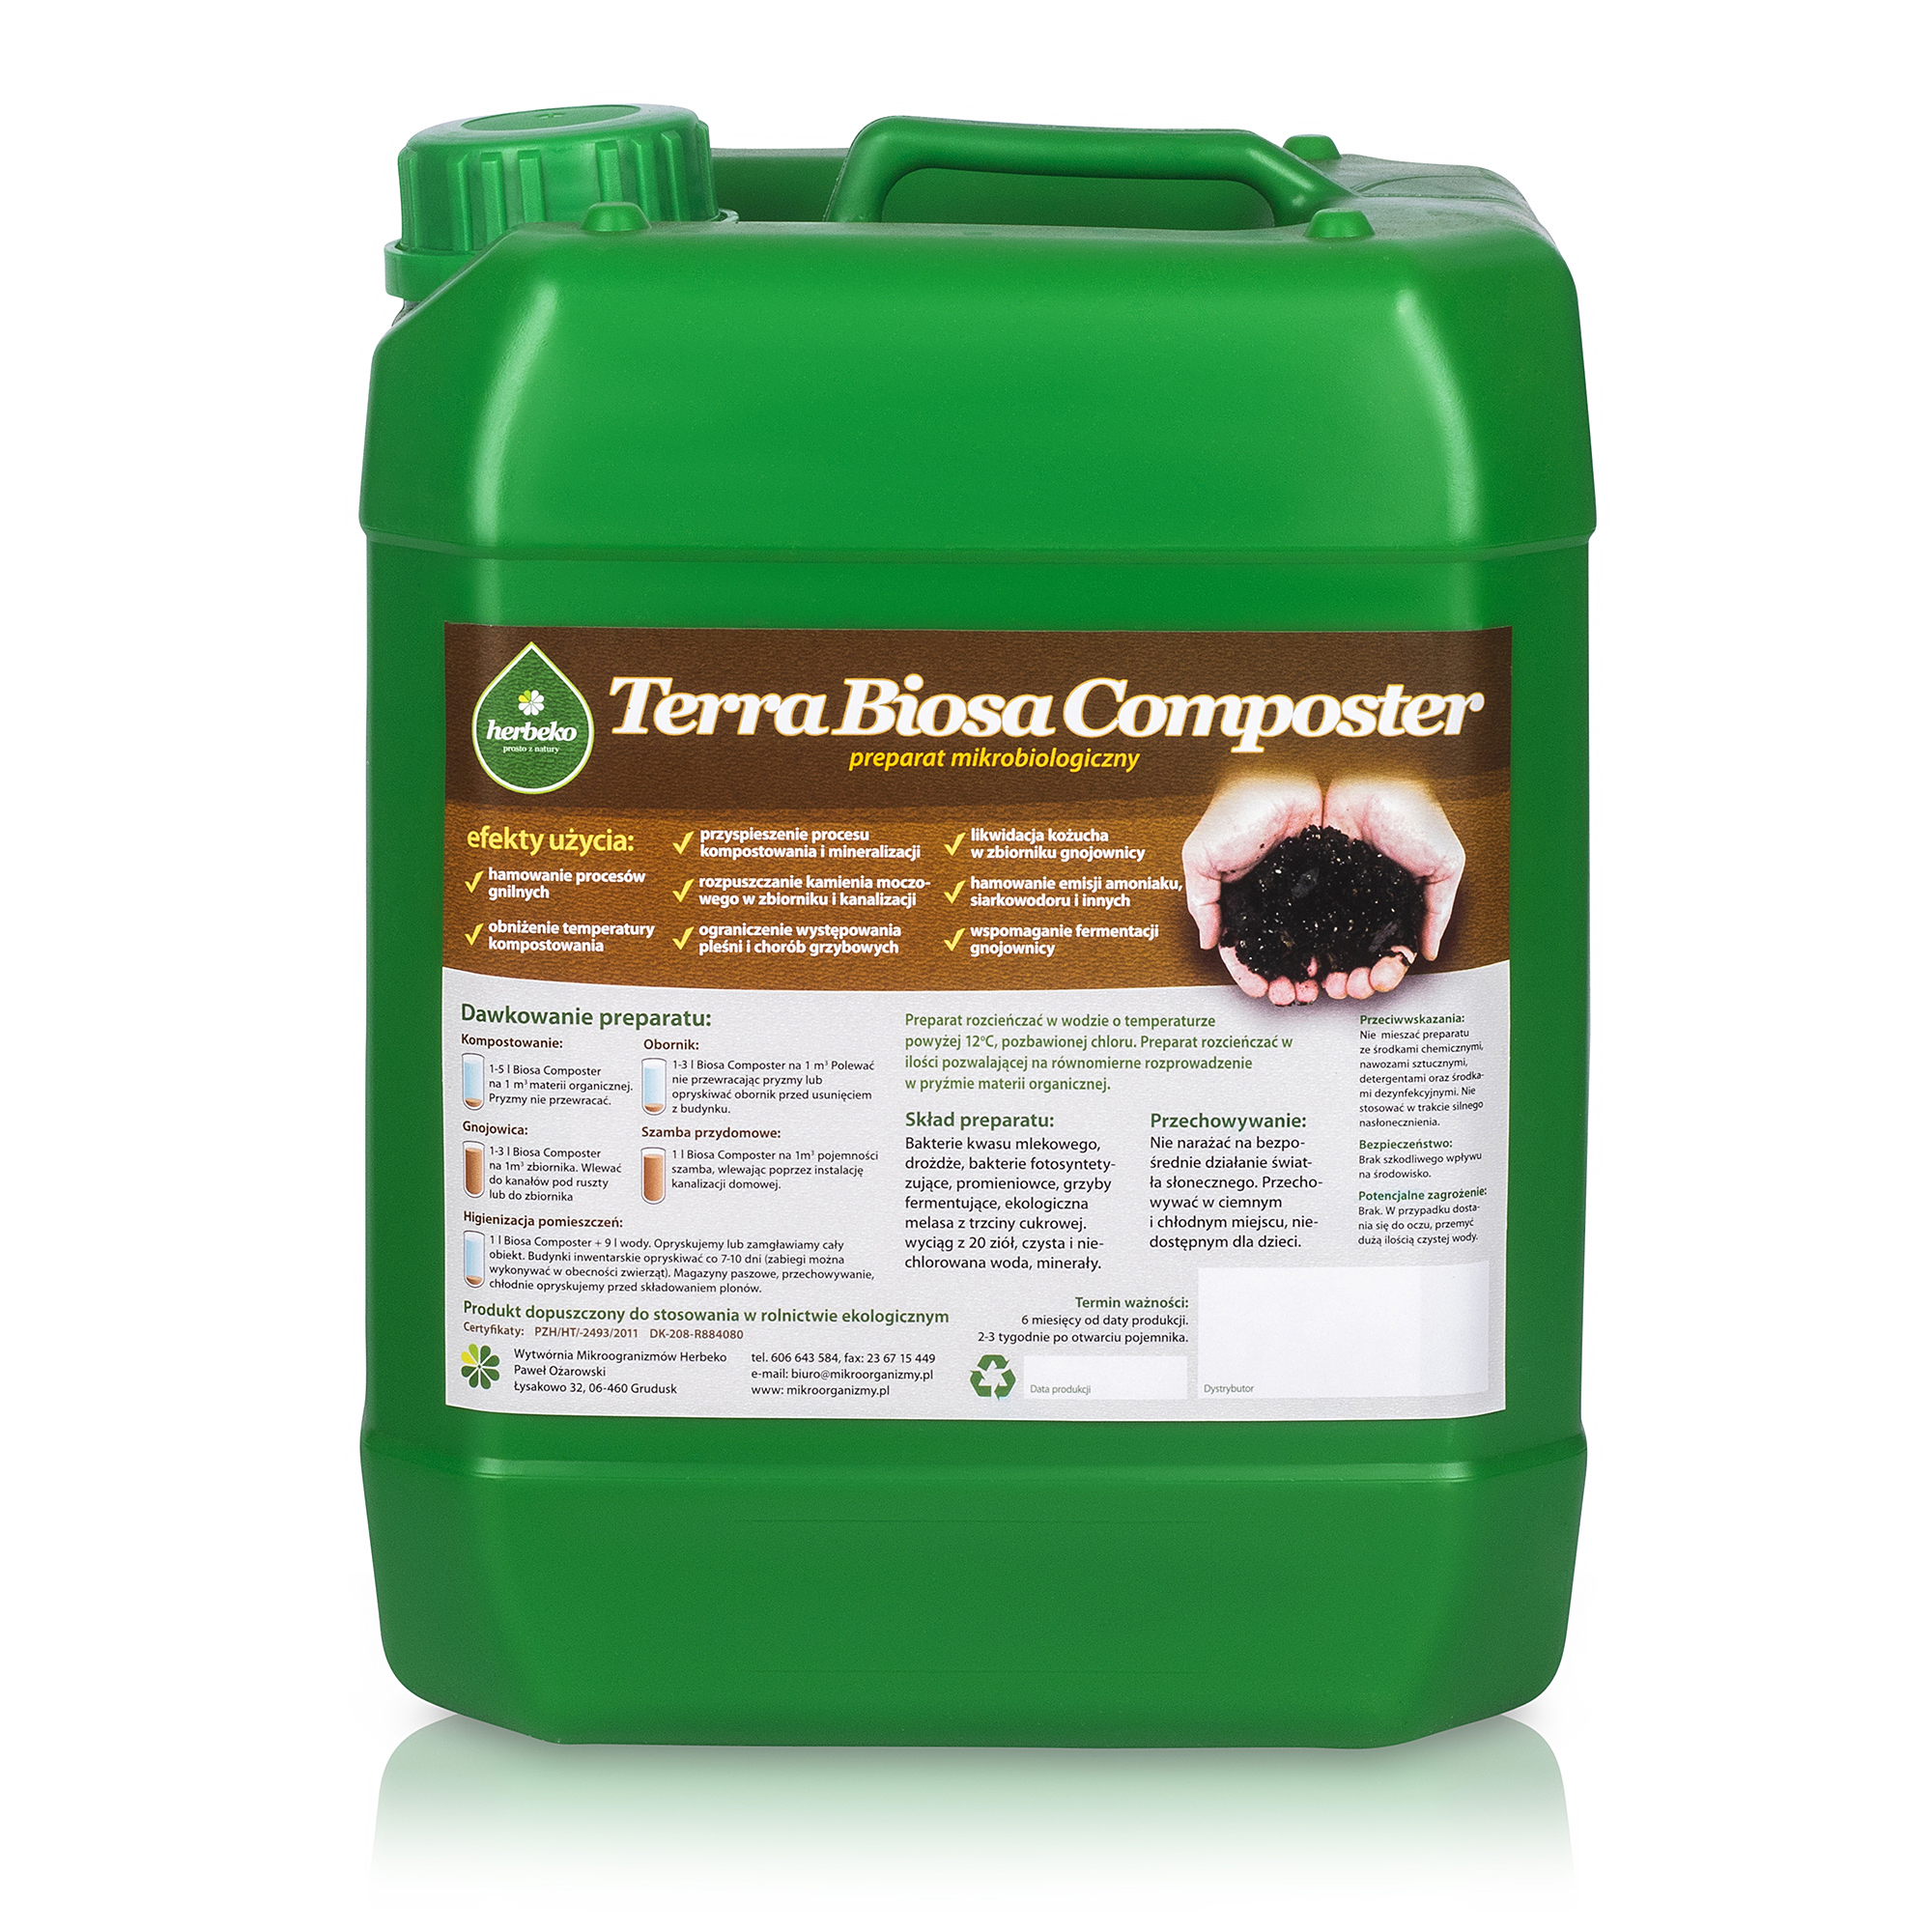 herbeko
prosto z natury
Terra Biosa Composter
preparat mikrobiologiczny
efekty użycia:
hamowanie procesów
gnilnych
obniżenie temperatury
kompostowania
przyspieszenie procesu
kompostowania i mineralizacji
rozpuszczanie kamienia moczo-
wego w zbiorniku i kanalizacji
ograniczenie występowania
pleśni i chorób grzybowych
likwidacja kożucha
w zbiorniku gnojownicy
hamowanie emisji amoniaku,
siarkowodoru i innych
wspomaganie fermentacji
gnojownicy
Dawkowanie preparatu:
Kompostowanie:
1-5 l Biosa Composter
na 1 m³ materii organicznej.
Pryzmy nie przewracać.
Obornik:
1-3 l Biosa Composter na 1 m³ Polewać
nie przewracając pryzmy lub
opryskiwać obornik przed usunięciem
z budynku.
Gnojowica:
1-3 l Biosa Composter
na 1m³ zbiornika. Wlewać
do kanałów pod ruszty
lub do zbiornika
Szamba przydomowe:
1 l Biosa Composter na 1m³ pojemności
szamba, wlewając poprzez instalację
kanalizacji domowej.
Higienizacja pomieszczeń:
1 l Biosa Composter + 9 l wody. Opryskujemy lub zamgławiamy cały
obiekt. Budynki inwentarskie opryskiwać co 7-10 dni (zabiegi można
wykonywać w obecności zwierząt). Magazyny paszowe, przechowywanie,
chłodnie opryskujemy przed składowaniem plonów.
Produkt dopuszczony do stosowania w rolnictwie ekologicznym
Certyfikaty: PZH/HT/-2493/2011 DK-208-R884080
Wytwórnia Mikroogranizmów Herbeko
Paweł Ożarowski
Łysakowo 32, 06-460 Grudusk
tel. 606 643 584, fax: 23 67 15 449
e-mail: biuro@mikroorganizmy.pl
www: mikroorganizmy.pl
Preparat rozcieńczać w wodzie o temperaturze
powyżej 12°C, pozbawionej chloru. Preparat rozcieńczać w
ilości pozwalającej na równomierne rozprowadzenie
w pryźmie materii organicznej.
Skład preparatu:
Bakterie kwasu mlekowego,
drożdże, bakterie fotosyntety-
zujące, promieniowce, grzyby
fermentujące, ekologiczna
melasa z trzciny cukrowej.
wyciąg z 20 ziół, czysta i nie-
chlorowana woda, minerały.
Przechowywanie:
Nie narażać na bezpo-
średnie działanie świat-
ła słonecznego. Przecho-
wywać w ciemnym
i chłodnym miejscu, nie-
dostępnym dla dzieci.
Przeciwwskazania:
Nie mieszać preparatu
ze środkami chemicznymi,
nawozami sztucznymi,
detergentami oraz środka-
mi dezynfekcyjnymi. Nie
stosować w trakcie silnego
nasłonecznienia.
Bezpieczeństwo:
Brak szkodliwego wpływu
na środowisko.
Potencjalne zagrożenie:
Brak. W przypadku dosta-
nia się do oczu, przemyć
dużą ilością czystej wody.
Termin ważności:
6 miesięcy od daty produkcji.
2-3 tygodnie po otwarciu pojemnika.
Data produkcji
Dystrybutor